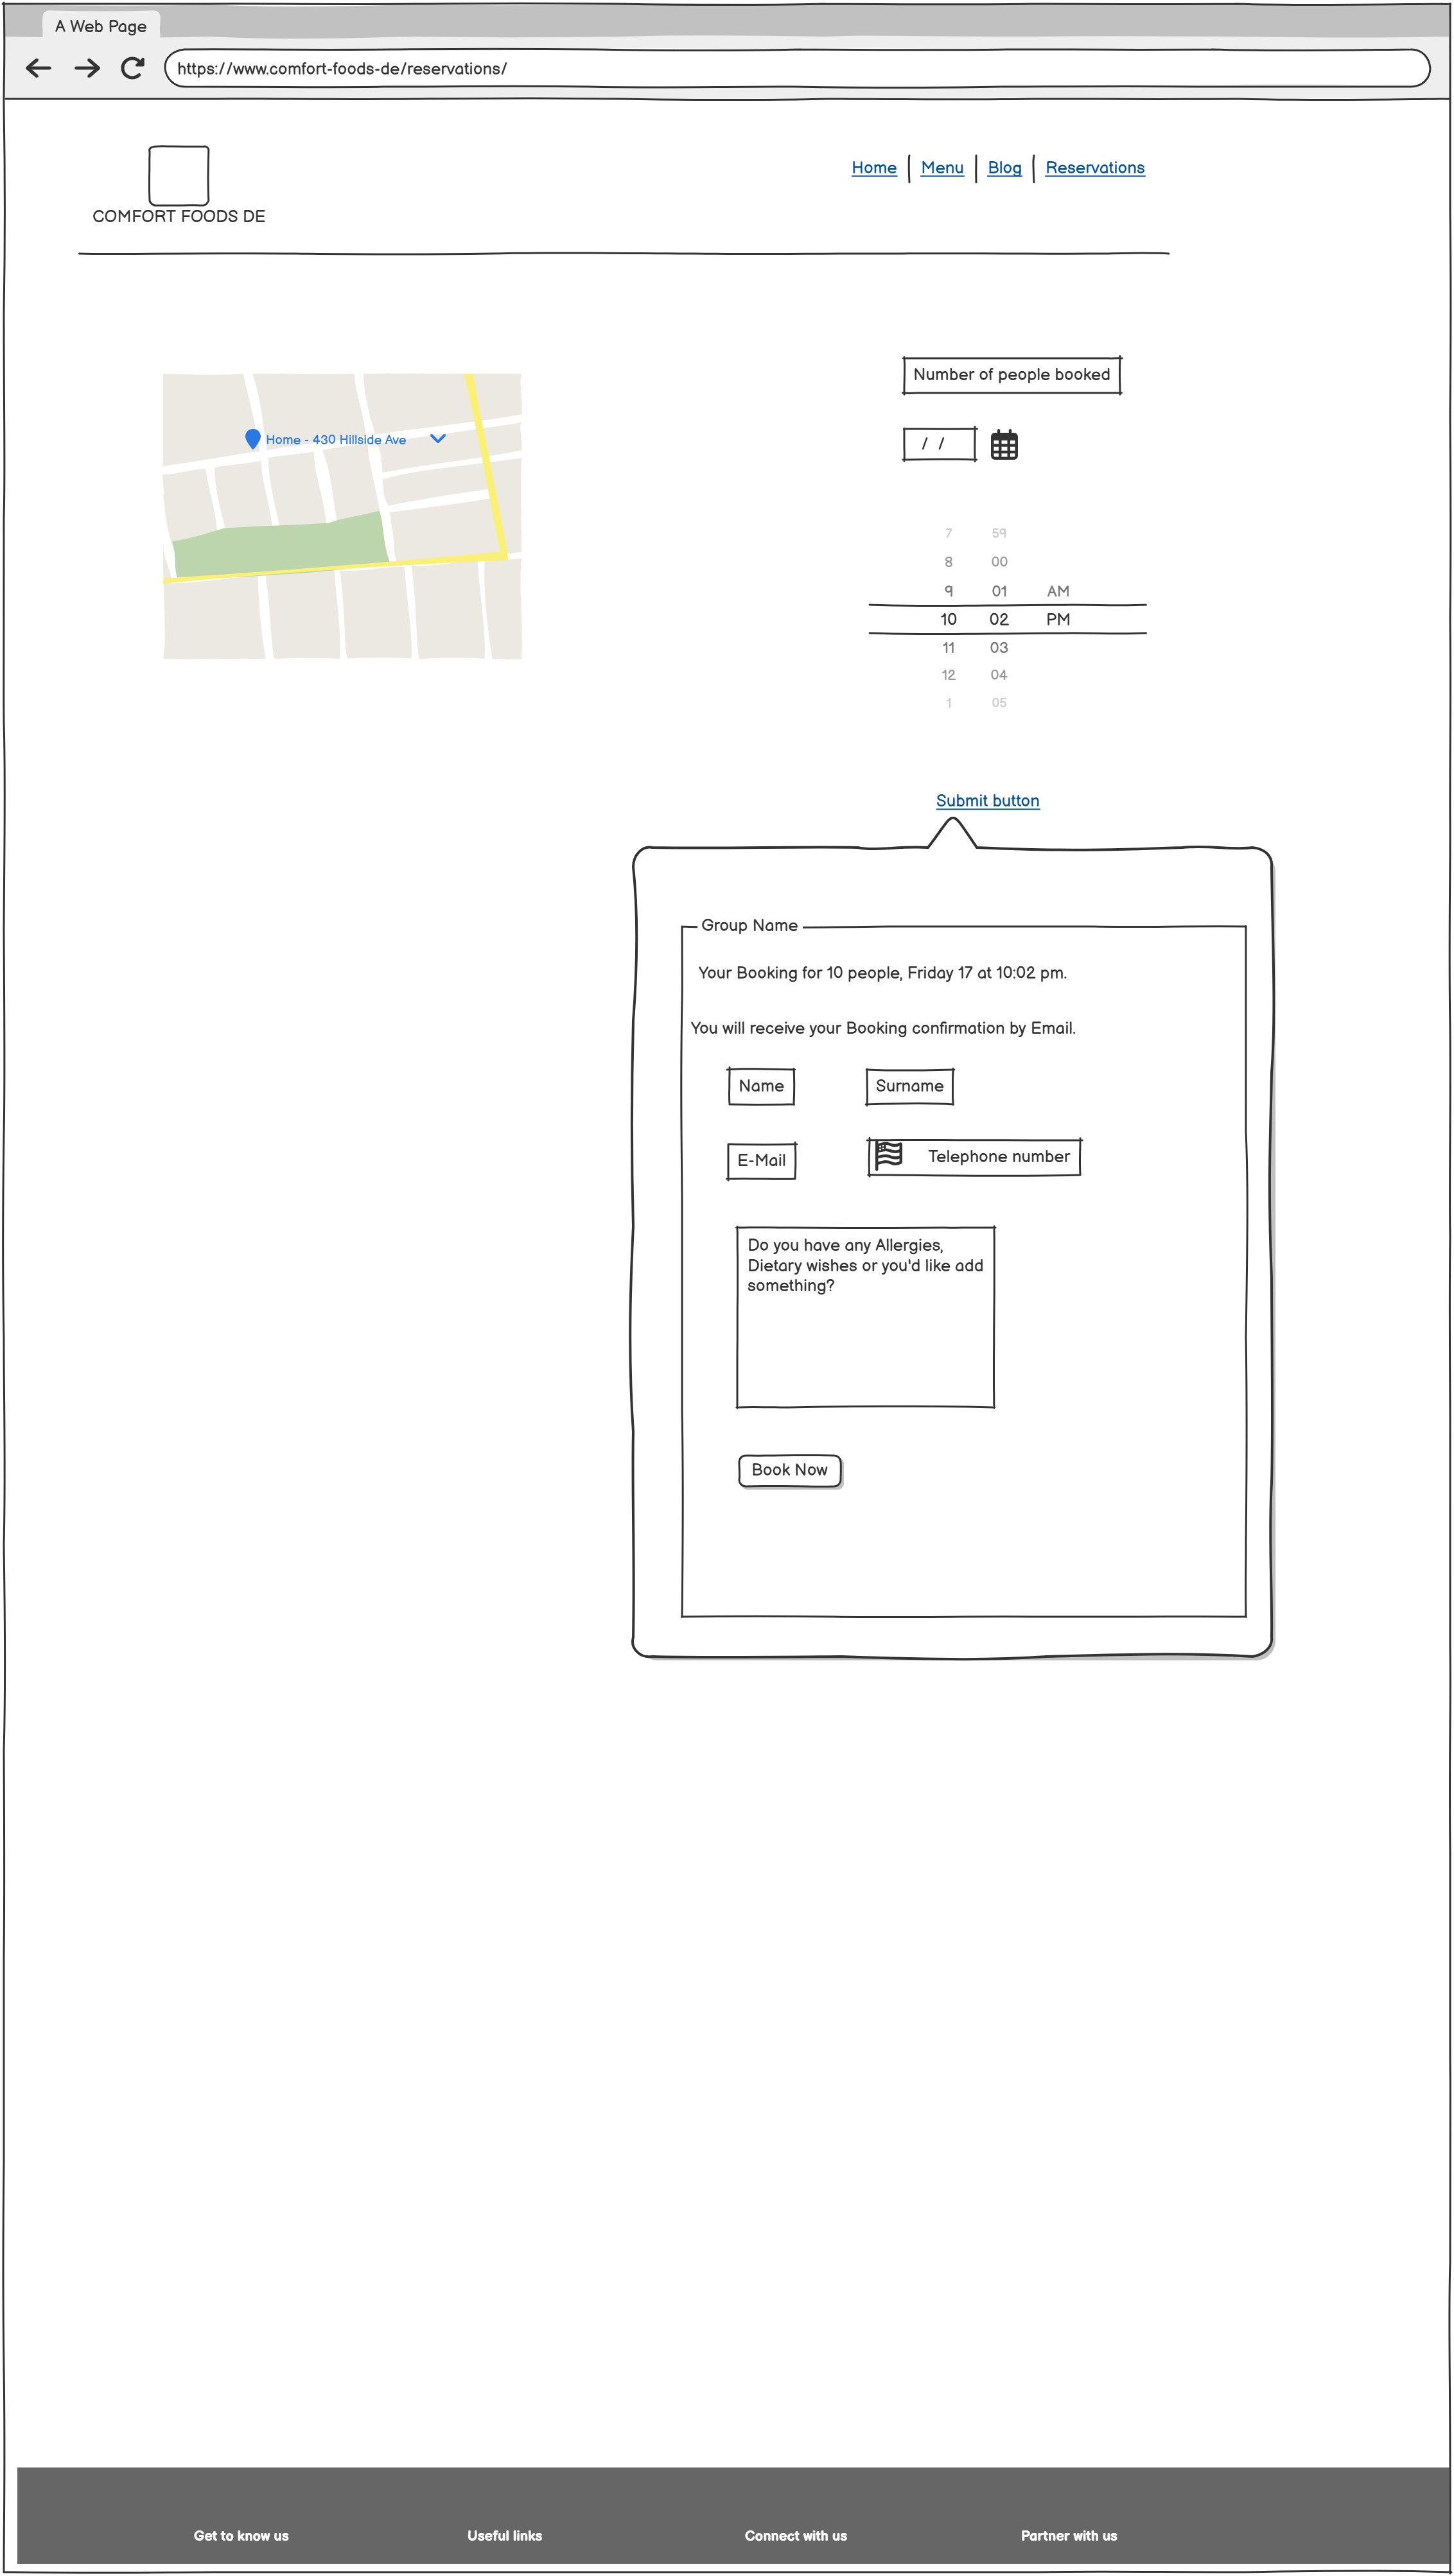 A Web Page
https://www.comfort-foods-de/reservations/
Home Menu Blog Reservations
COMFORT FOODS DE
Number of people booked
/ /
Home - 430 Hillside Ave
7 59
8 00
9 01 AM
10 02 PM
11 03
12 04
1 05
Submit button
Group Name
Your Booking for 10 people, Friday 17 at 10:02 pm.
You will receive your Booking confirmation by Email.
Name Surname
E-Mail Telephone number
Do you have any Allergies,
Dietary wishes or you'd like add
something?
Book Now
Get to know us Useful links Connect with us Partner with us